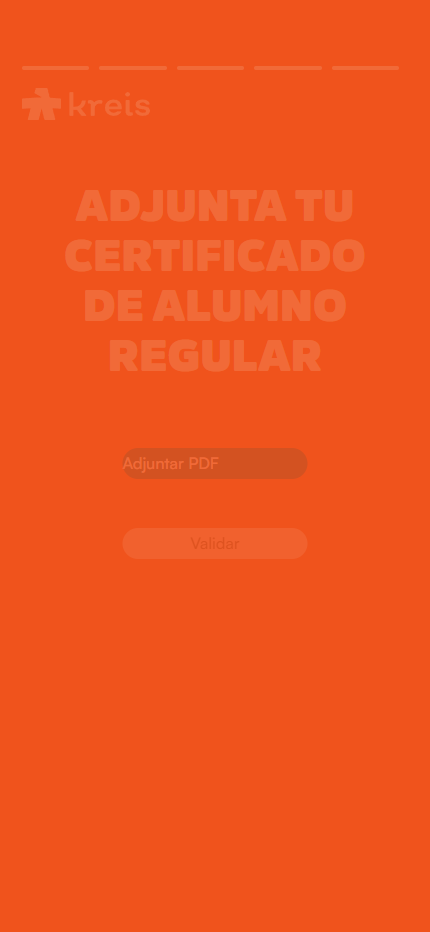 kreis
ADJUNTA TU
CERTIFICADO
DE ALUMNO
REGULAR
Adjuntar PDF
Validar